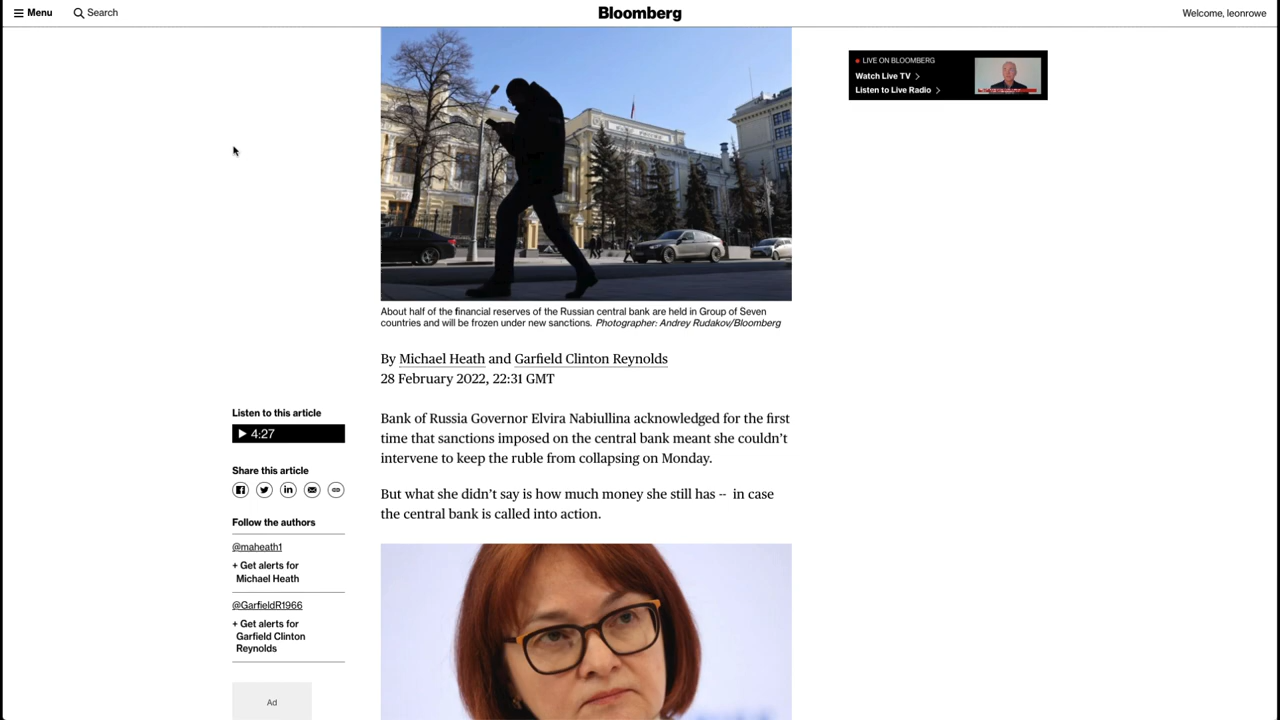 Menu
Search
Bloomberg
Welcome, leonrowe
LIVE ON BLOOMBERG
Watch Live TV
Listen to Live Radio
About half of the financial reserves of the Russian central bank are held in Group of Seven
countries and will be frozen under new sanctions. Photographer: Andrey Rudakov/Bloomberg
By Michael Heath and Garfield Clinton Reynolds
28 February 2022, 22:31 GMT
Listen to this article
4:27
Share this article
Follow the authors
@maheath1
+ Get alerts for
Michael Heath
@GarfieldR1966
+ Get alerts for
Garfield Clinton
Reynolds
Ad
Bank of Russia Governor Elvira Nabiullina acknowledged for the first
time that sanctions imposed on the central bank meant she couldn’t
intervene to keep the ruble from collapsing on Monday.
But what she didn’t say is how much money she still has -- in case
the central bank is called into action.